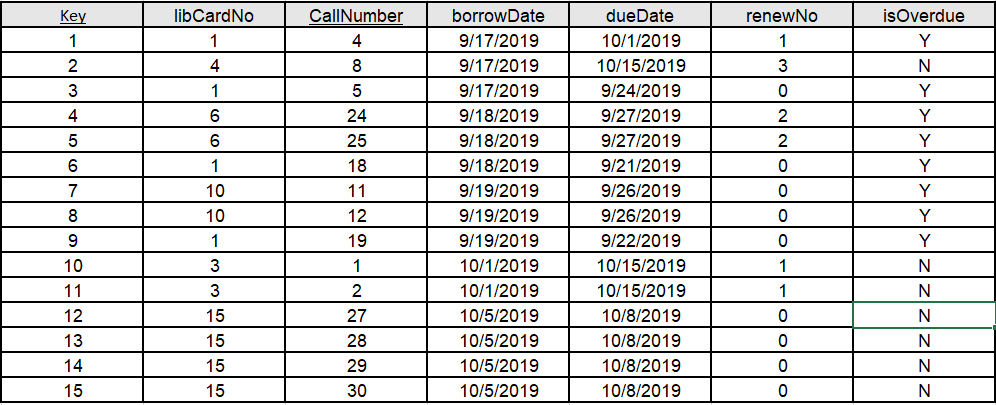 Key libCardNo CallNumber borrowDate dueDate renewNo isOverdue
1 1 4 9/17/2019 10/1/2019 1 Y
2 4 8 9/17/2019 10/15/2019 3 N
3 1 5 9/17/2019 9/24/2019 0 Y
4 6 24 9/18/2019 9/27/2019 2 Y
5 6 25 9/18/2019 9/27/2019 2 Y
6 1 18 9/18/2019 9/21/2019 0 Y
7 10 11 9/19/2019 9/26/2019 0 Y
8 10 12 9/19/2019 9/26/2019 0 Y
9 1 19 9/19/2019 9/22/2019 0 Y
10 3 1 10/1/2019 10/15/2019 1 N
11 3 2 10/1/2019 10/15/2019 1 N
12 15 27 10/5/2019 10/8/2019 0 N
13 15 28 10/5/2019 10/8/2019 0 N
14 15 29 10/5/2019 10/8/2019 0 N
15 15 30 10/5/2019 10/8/2019 0 N